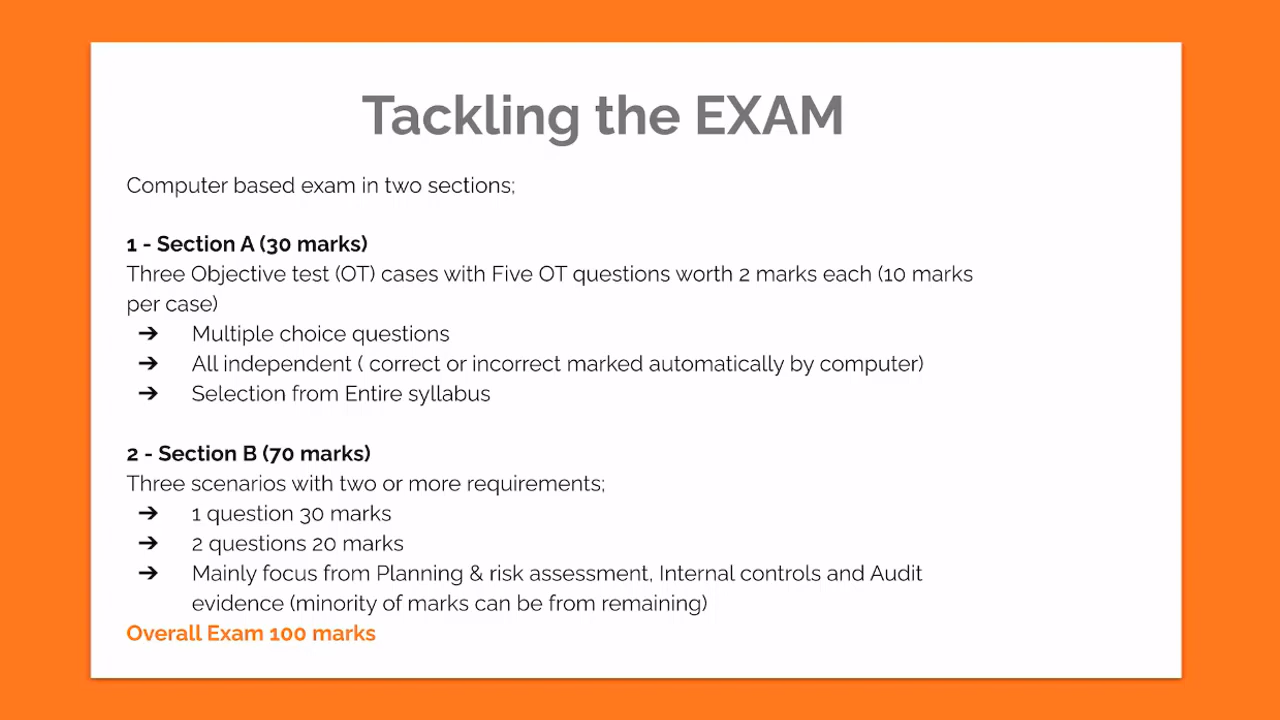 Tackling the EXAM
Computer based exam in two sections;
1 - Section A (30 marks)
Three Objective test (OT) cases with Five OT questions worth 2 marks each (10 marks
per case)
➔ Multiple choice questions
➔ All independent ( correct or incorrect marked automatically by computer)
➔ Selection from Entire syllabus
2 - Section B (70 marks)
Three scenarios with two or more requirements;
➔ 1 question 30 marks
➔ 2 questions 20 marks
➔ Mainly focus from Planning & risk assessment, Internal controls and Audit
evidence (minority of marks can be from remaining)
Overall Exam 100 marks